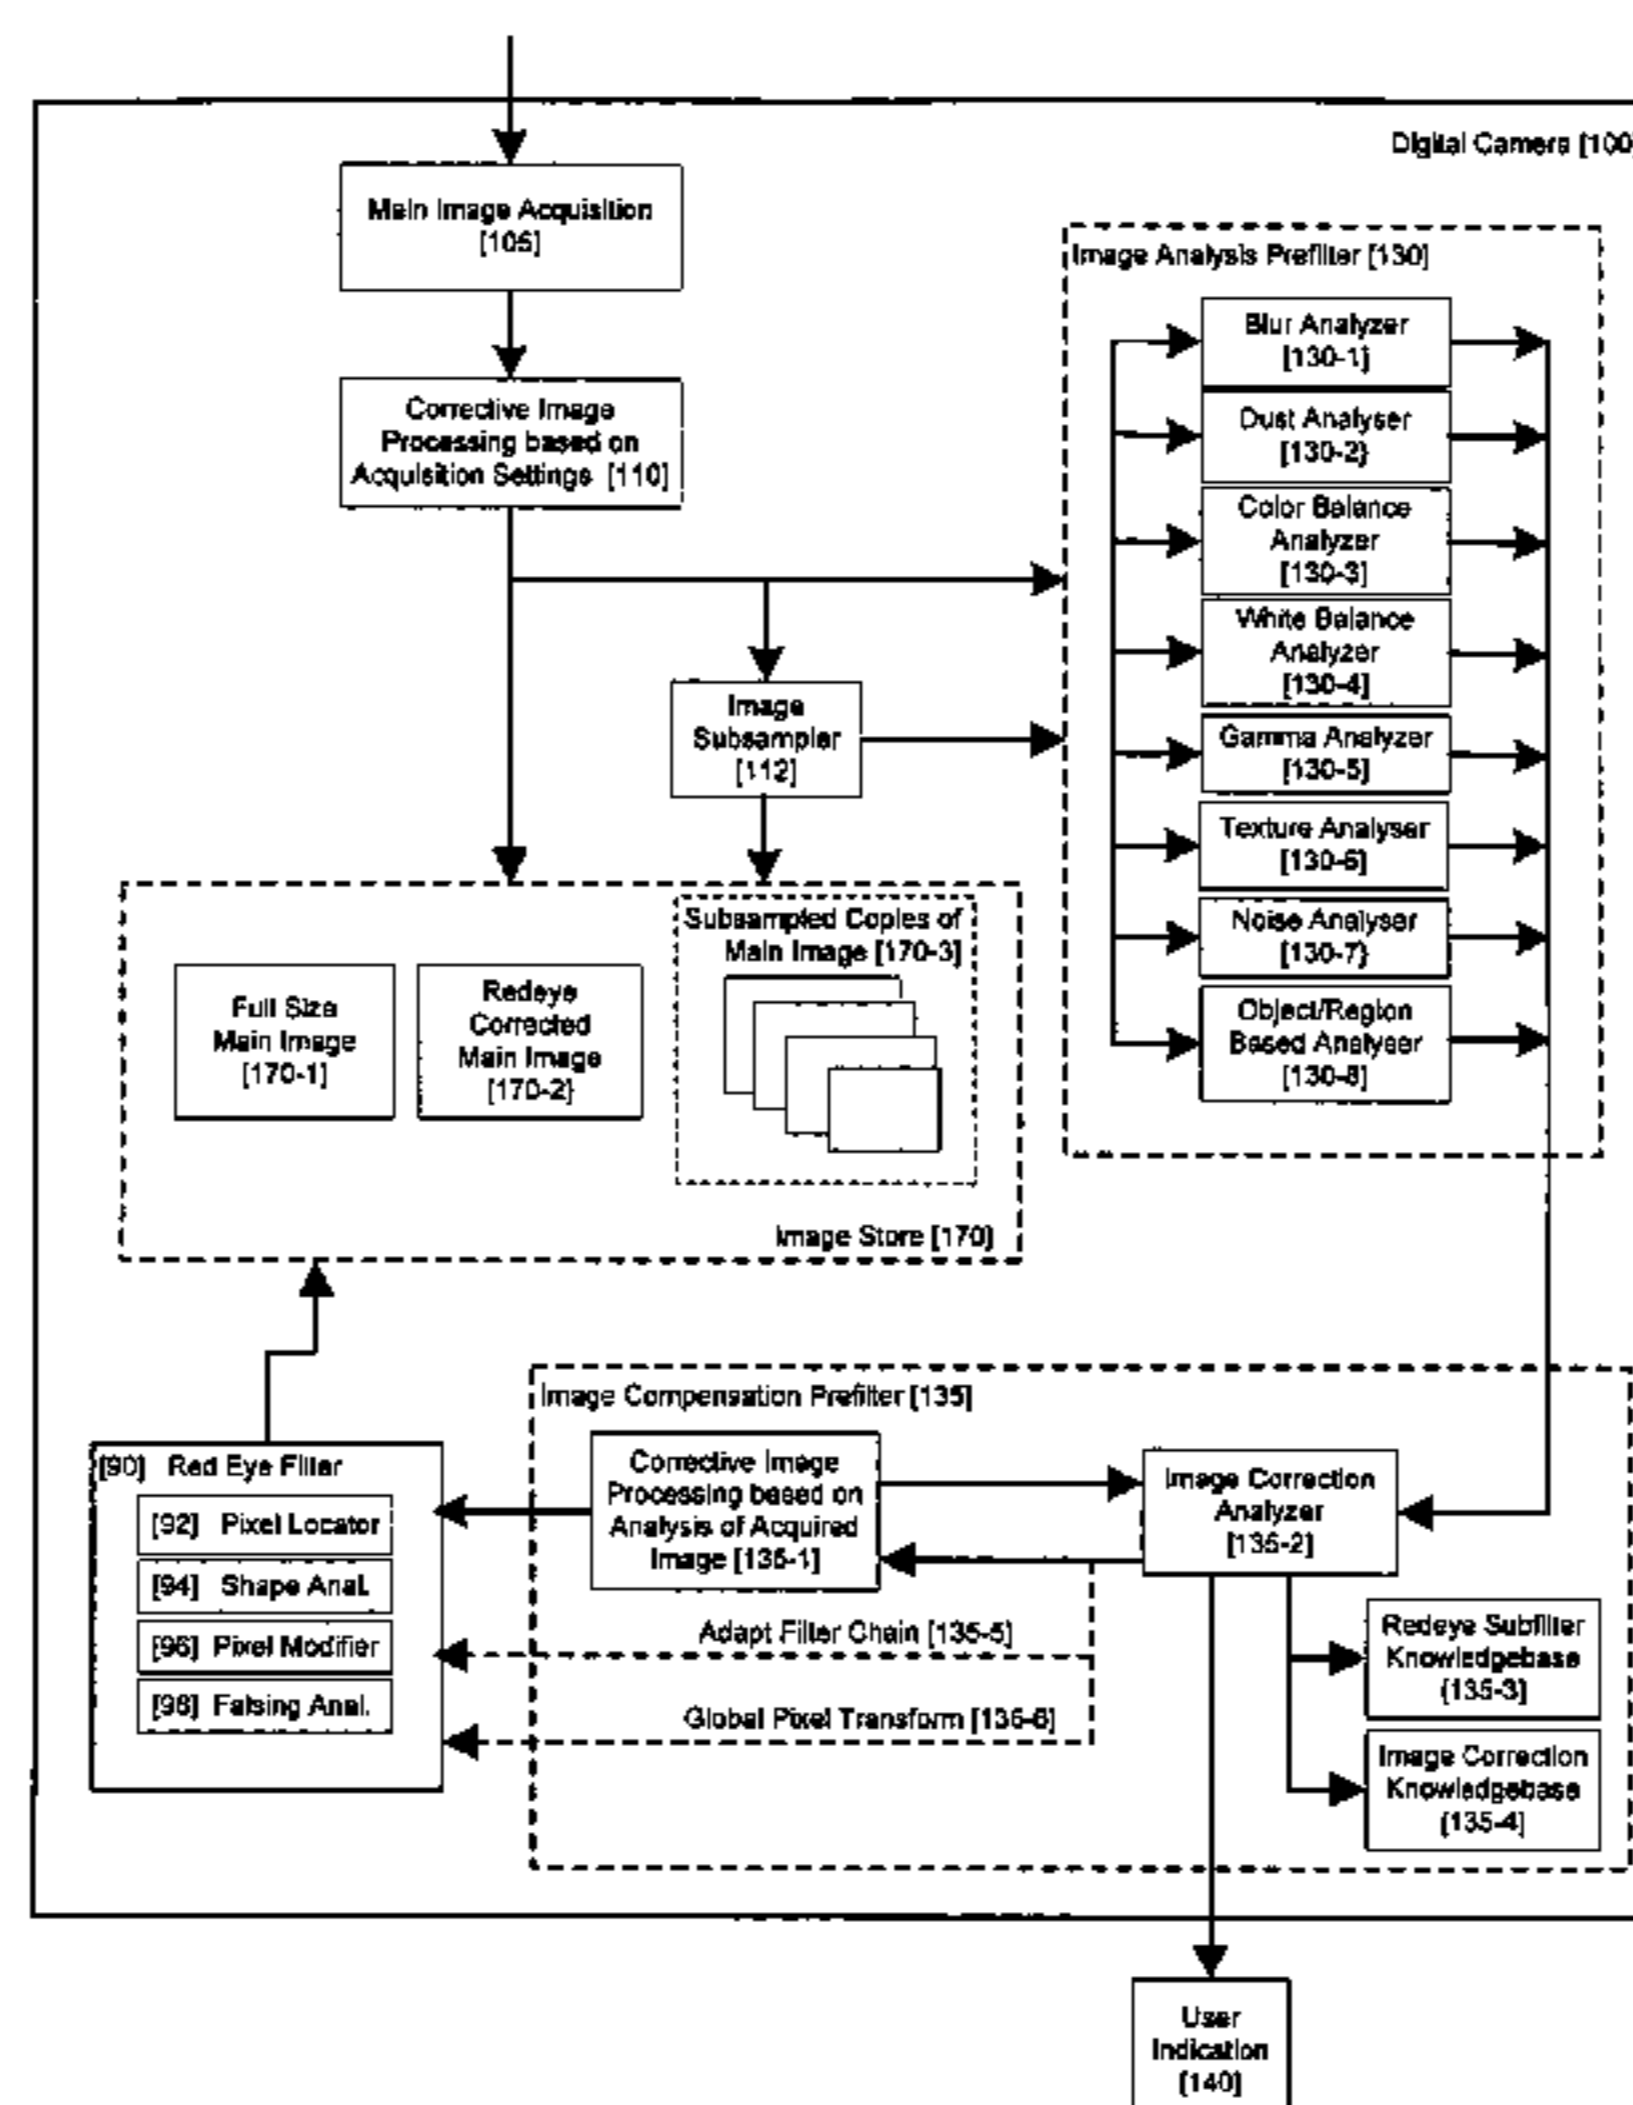 Digital Camera [100]
Main Image Acquisition
[105]
Corrective Image
Processing based on
Acquisition Settings [110]
Image Analysis Prefilter [130]
Blur Analyzer
[130-1]
Dust Analyser
[130-2]
Color Balance
Analyzer
[130-3]
White Balance
Analyzer
[130-4]
Gamma Analyzer
[130-5]
Texture Analyser
[130-6]
Noise Analyser
[130-7]
Object/Region
Based Analyser
[130-8]
Image
Subsampler
[112]
Subsampled Copies of
Main Image [170-3]
Full Size
Main Image
[170-1]
Redeye
Corrected
Main Image
[170-2]
Image Store [170]
Image Compensation Prefilter [135]
[90] Red Eye Filter
[92] Pixel Locator
[94] Shape Anal.
[96] Pixel Modifier
[98] Falsing Anal.
Corrective Image
Processing based on
Analysis of Acquired
Image [135-1]
Image Correction
Analyzer
[135-2]
Adapt Filter Chain [135-5]
Global Pixel Transform [135-6]
Redeye Subfilter
Knowledgebase
[135-3]
Image Correction
Knowledgebase
[135-4]
User
Indication
[140]